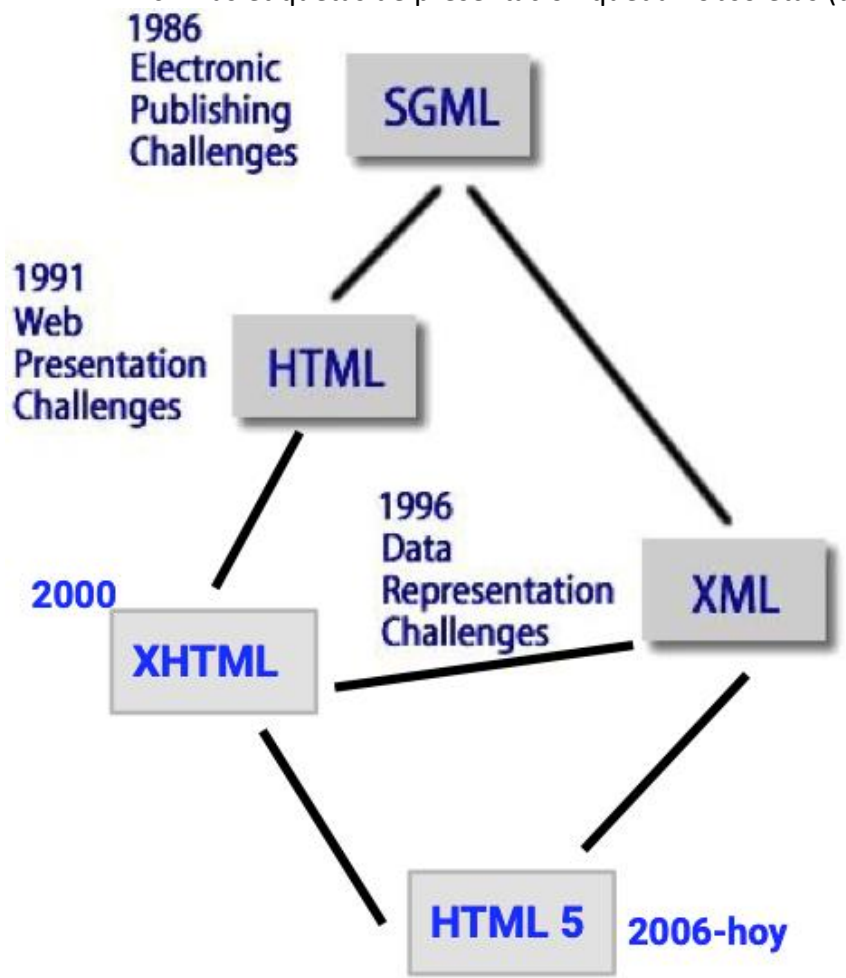 1986
Electronic
Publishing
Challenges
SGML
1991
Web
Presentation
Challenges
HTML
1996
Data
Representation
Challenges
XML
2000
XHTML
HTML 5
2006-hoy